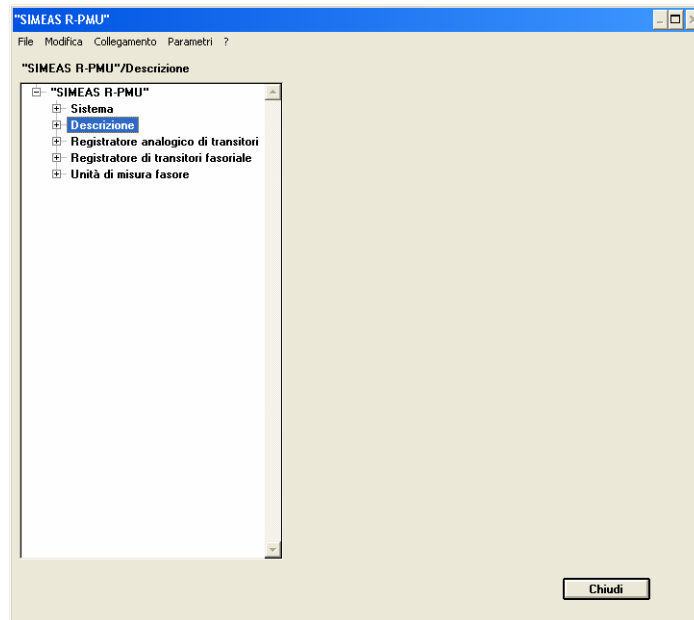 "SIMEAS R-PMU"
File Modifica Collegamento Parametri ?
"SIMEAS R-PMU"/Descrizione
"SIMEAS R-PMU"
Sistema
Descrizione
Registratore analogico di transitori
Registratore di transitori fasoriale
Unità di misura fasore
Chiudi